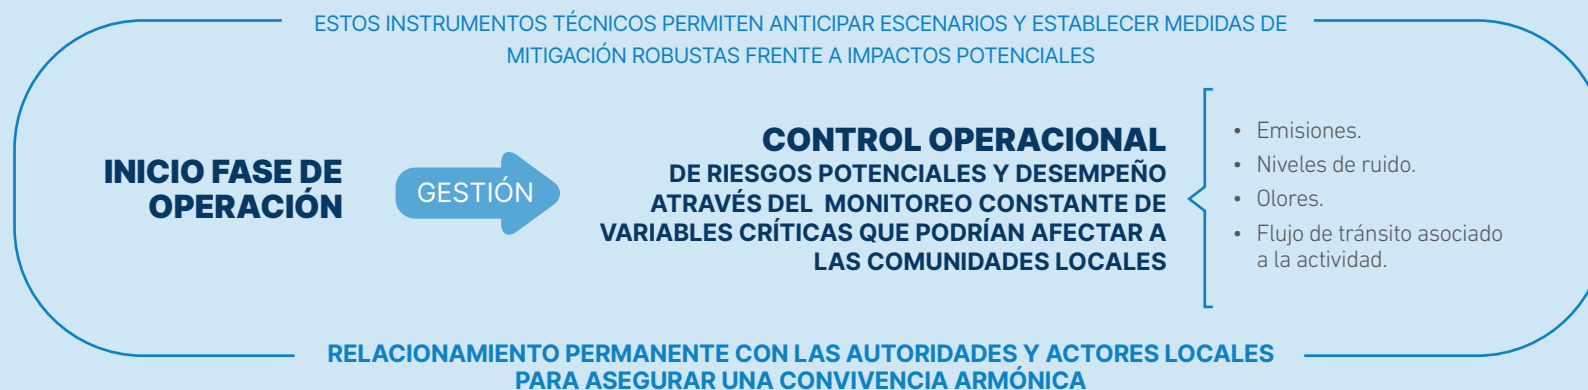 ESTOS INSTRUMENTOS TÉCNICOS PERMITEN ANTICIPAR ESCENARIOS Y ESTABLECER MEDIDAS DE
MITIGACIÓN ROBUSTAS FRENTE A IMPACTOS POTENCIALES
INICIO FASE DE
OPERACIÓN
GESTIÓN
CONTROL OPERACIONAL
DE RIESGOS POTENCIALES Y DESEMPEÑO
ATRAVÉS DEL MONITOREO CONSTANTE DE
VARIABLES CRÍTICAS QUE PODRÍAN AFECTAR A
LAS COMUNIDADES LOCALES
• Emisiones.
• Niveles de ruido.
• Olores.
• Flujo de tránsito asociado
a la actividad.
RELACIONAMIENTO PERMANENTE CON LAS AUTORIDADES Y ACTORES LOCALES
PARA ASEGURAR UNA CONVIVENCIA ARMÓNICA